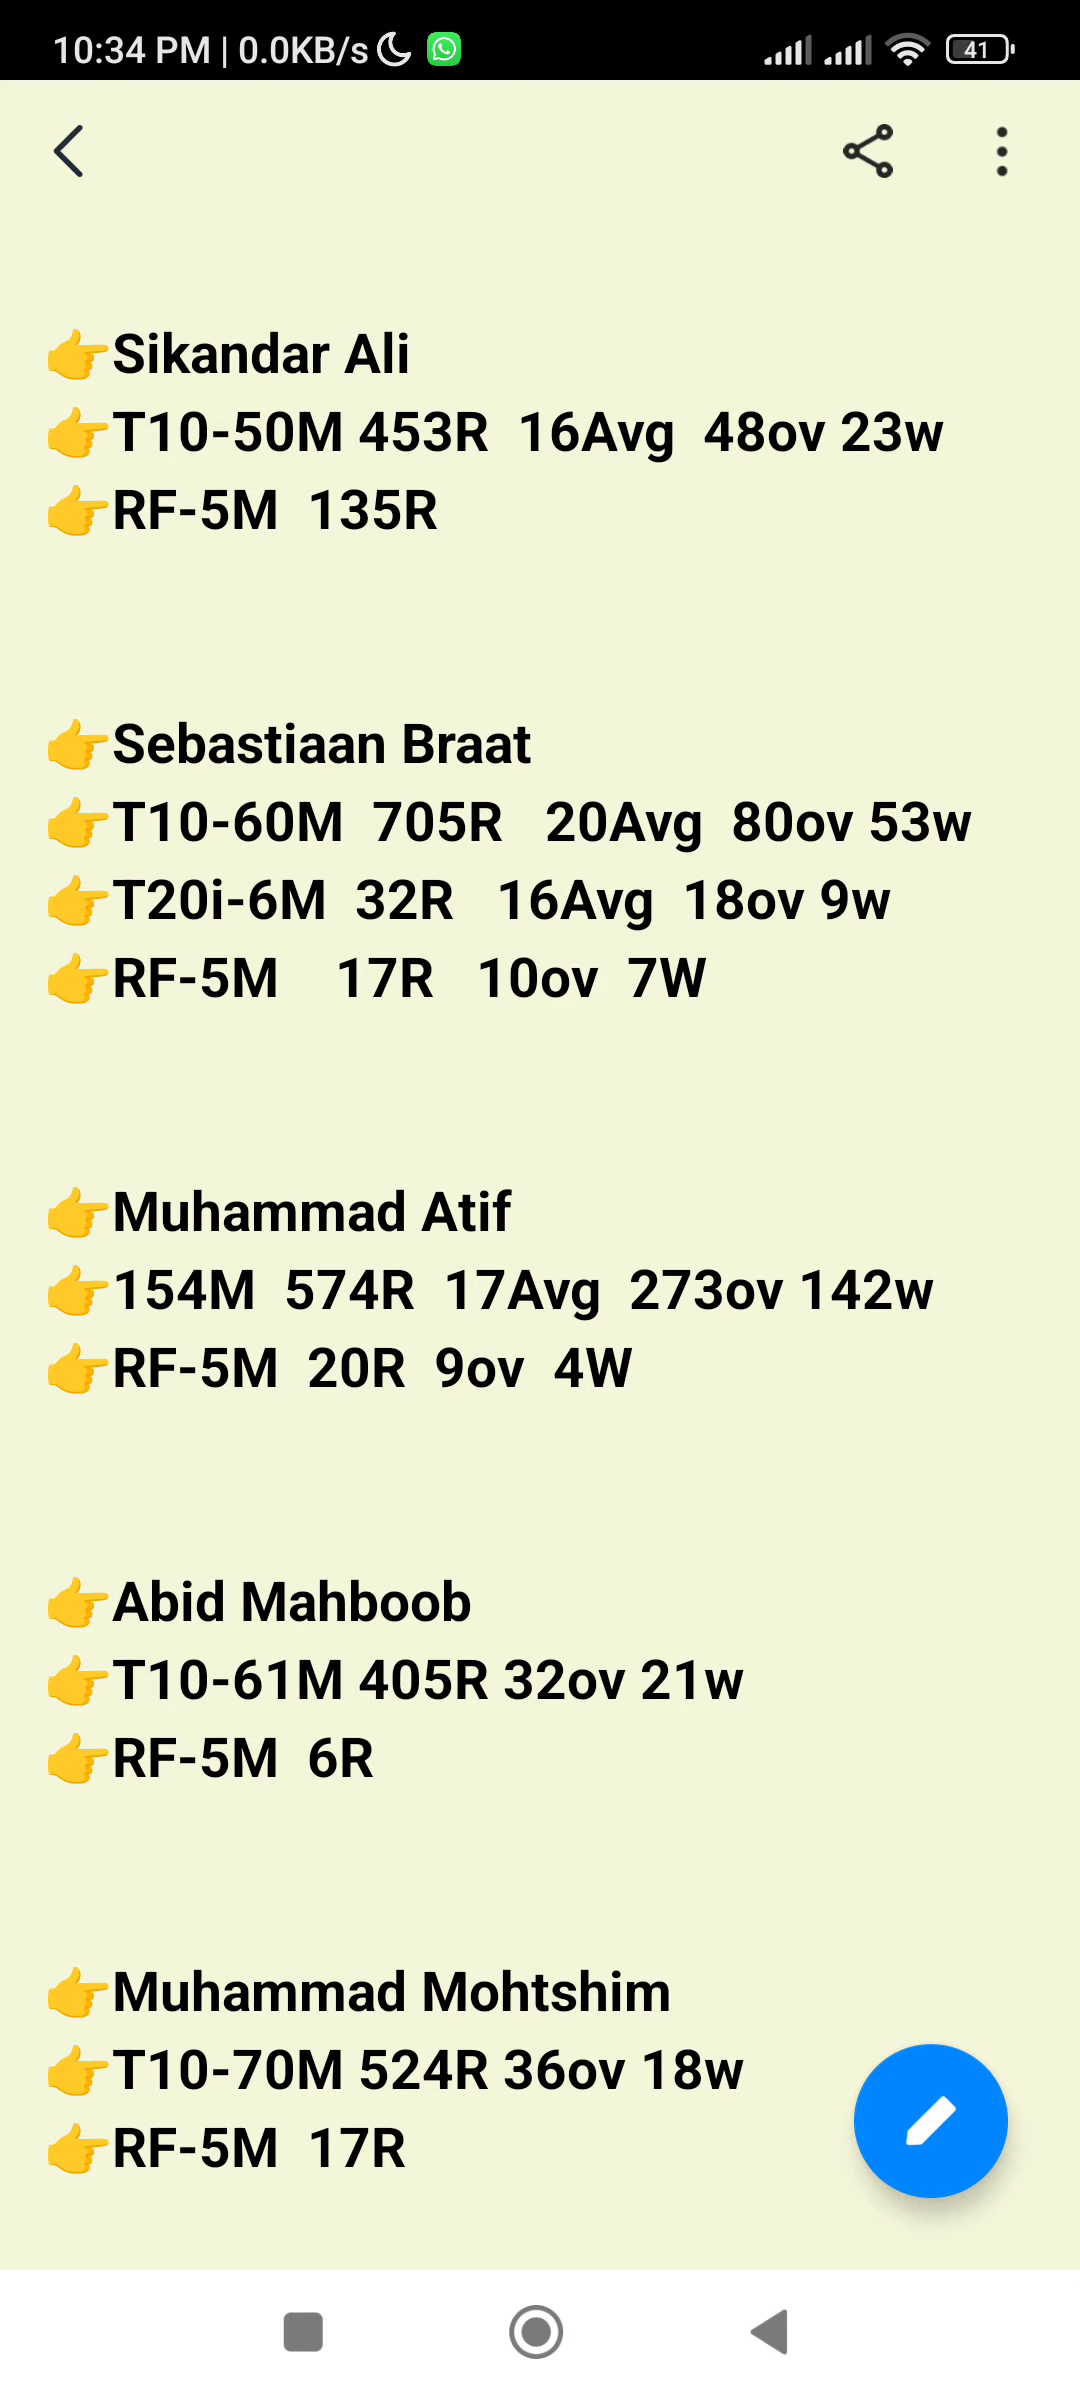 10:34 PM | 0.0KB/s 41
👉Sikandar Ali
👉T10-50M 453R 16Avg 48ov 23w
👉RF-5M 135R
👉Sebastiaan Braat
👉T10-60M 705R 20Avg 80ov 53w
👉T20i-6M 32R 16Avg 18ov 9w
👉RF-5M 17R 10ov 7W
👉Muhammad Atif
👉154M 574R 17Avg 273ov 142w
👉RF-5M 20R 9ov 4W
👉Abid Mahboob
👉T10-61M 405R 32ov 21w
👉RF-5M 6R
👉Muhammad Mohtshim
👉T10-70M 524R 36ov 18w
👉RF-5M 17R